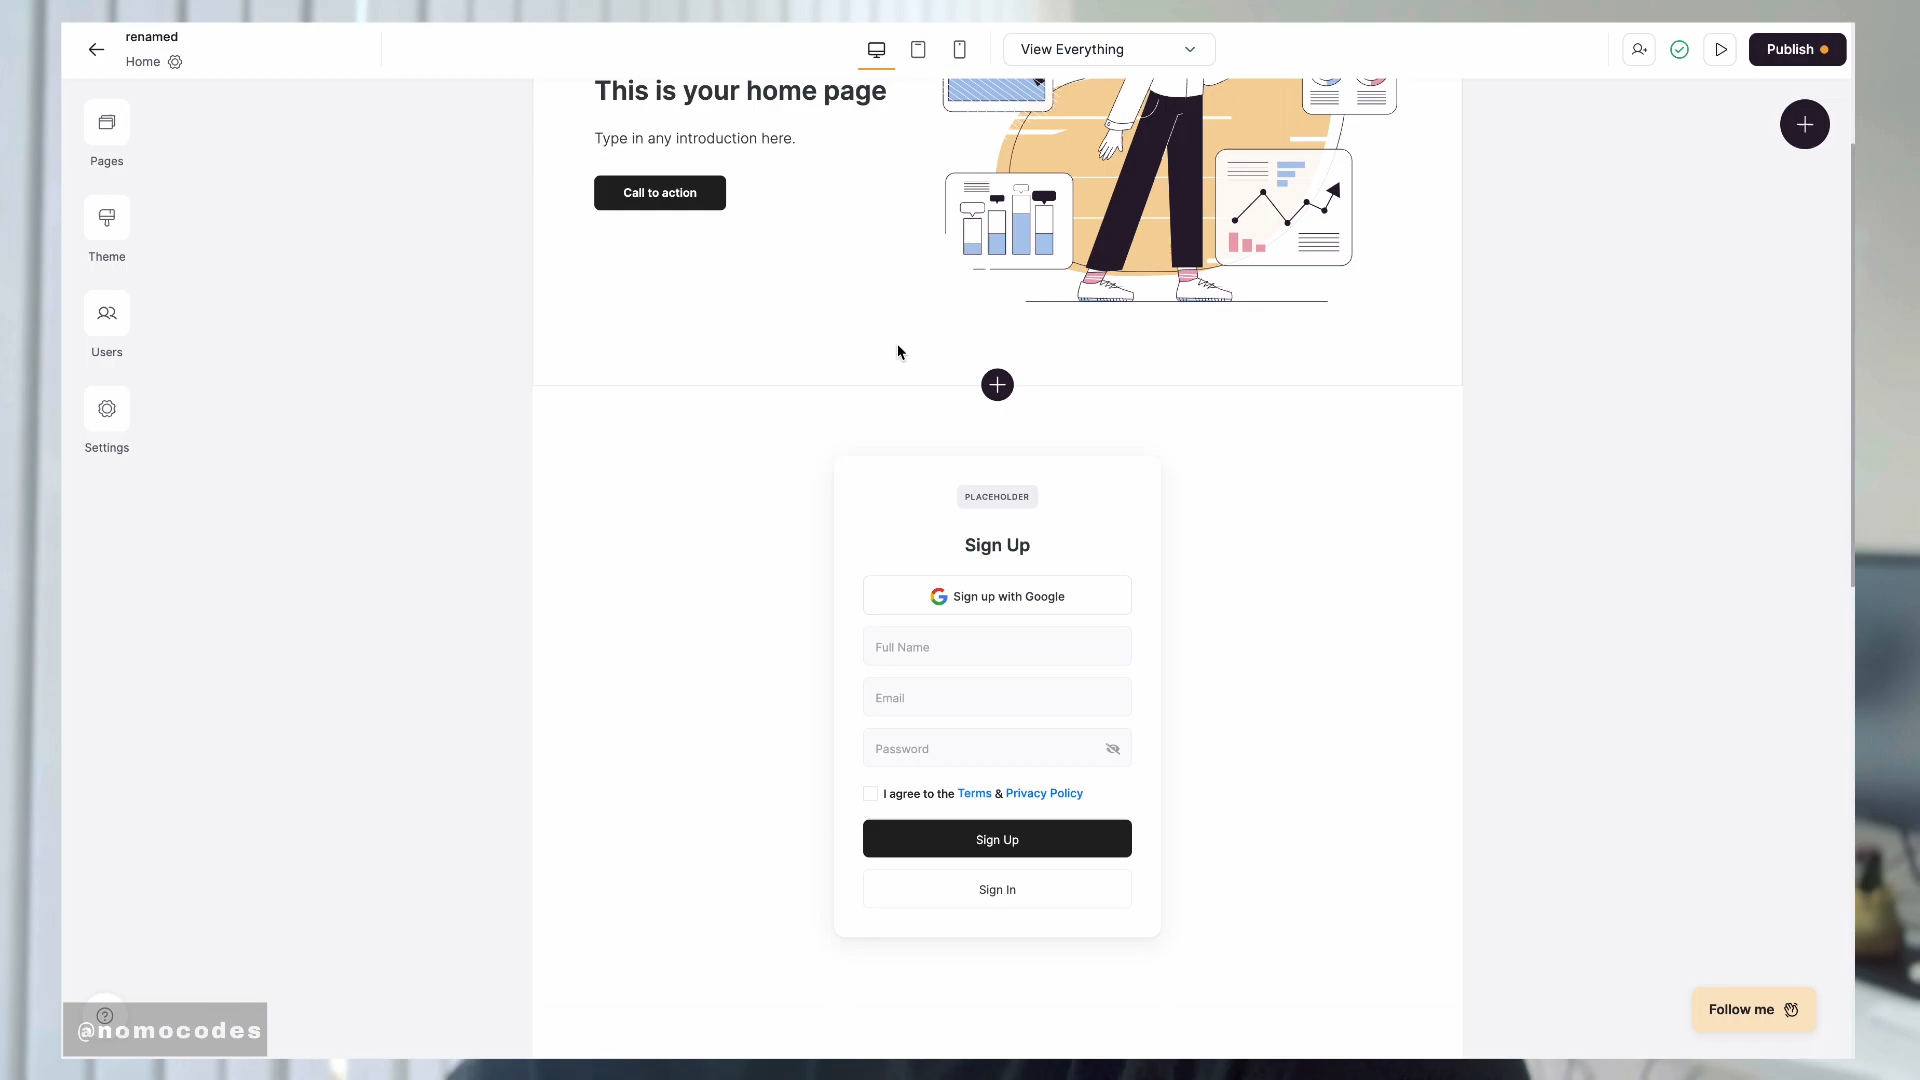 renamed
Home
View Everything
Publish
Pages
Theme
Users
Settings
This is your home page
Type in any introduction here.
Call to action
PLACEHOLDER
Sign Up
Sign up with Google
Full Name
Email
Password
I agree to the Terms & Privacy Policy
Sign Up
Sign In
@nomocodes
Follow me